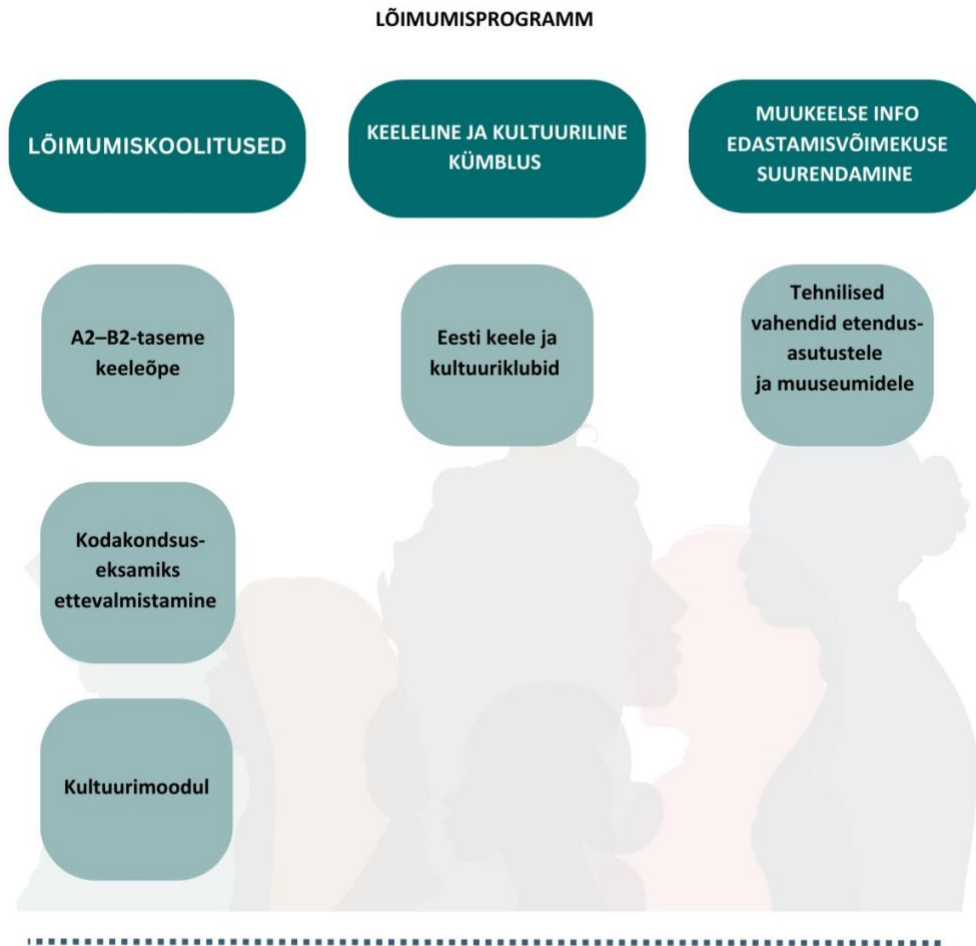 LÕIMUMISPROGRAMM
LÕIMUMISKOOLITUSED
KEELELINE JA KULTUURILINE
KÜMBLUS
MUUKEELSE INFO
EDASTAMISVÕIMEKUSE
SUURENDAMINE
A2–B2-taseme
keeleõpe
Eesti keele ja
kultuuriklubid
Tehnilised
vahendid etendus-
asutustele
ja muuseumidele
Kodakondsus-
eksamiks
ettevalmistamine
Kultuurimoodul